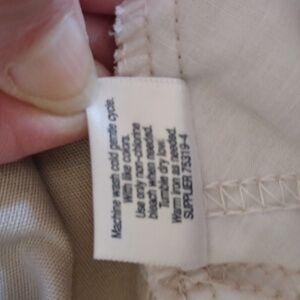 Machine wash cold gentle cycle.
With like colors.
Use only non-chlorine
bleach when needed.
Tumble dry low.
Warm iron as needed.
SUPPLIER 75319-4